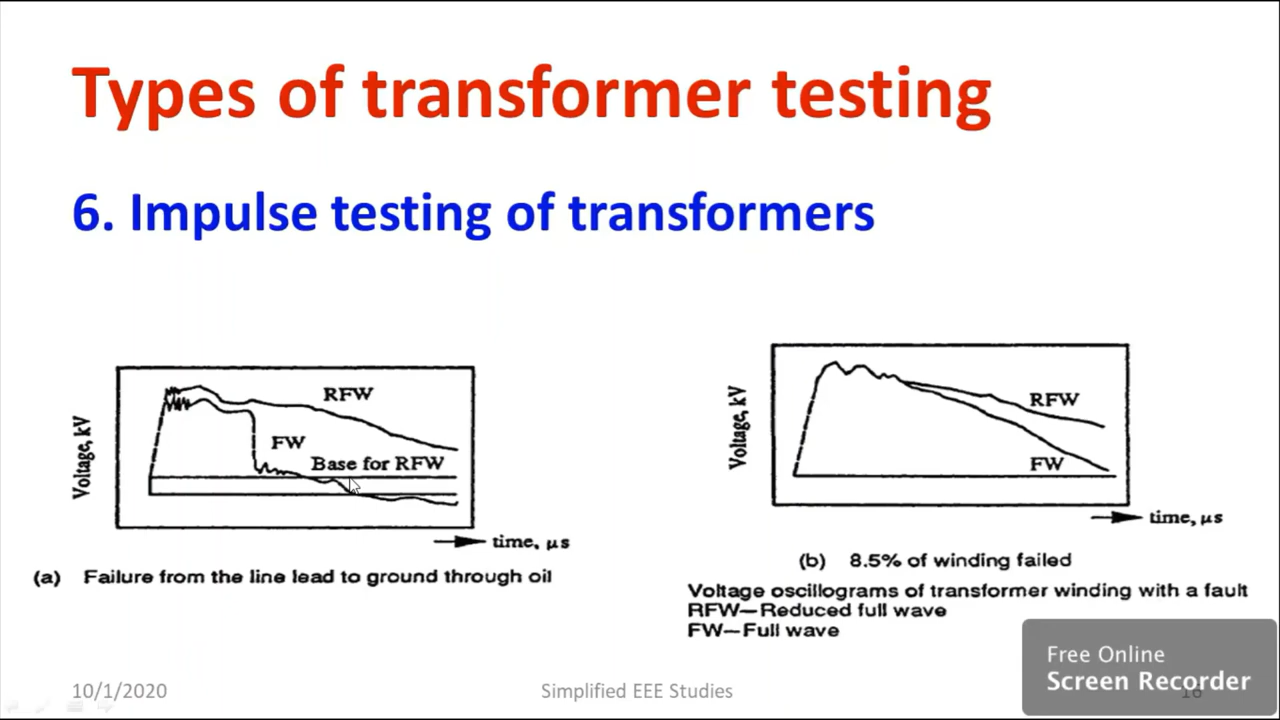 Types of transformer testing
6. Impulse testing of transformers
Voltage, kV
RFW
FW
Base for RFW
time, μs
(a) Failure from the line lead to ground through oil
Voltage, kV
RFW
FW
time, μs
(b) 8.5% of winding failed
Voltage oscillograms of transformer winding with a fault
RFW—Reduced full wave
FW—Full wave
Free Online
Screen Recorder
10/1/2020
Simplified EEE Studies
16